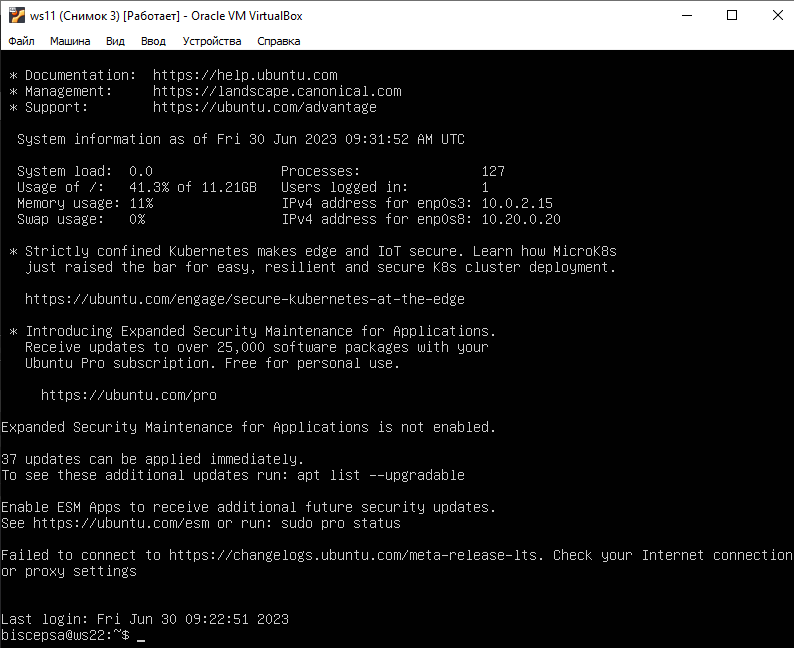 ws11 (Снимок 3) [Работает] - Oracle VM VirtualBox
Файл Машина Вид Ввод Устройства Справка
* Documentation: https://help.ubuntu.com
* Management: https://landscape.canonical.com
* Support: https://ubuntu.com/advantage
System information as of Fri 30 Jun 2023 09:31:52 AM UTC
System load: 0.0 Processes: 127
Usage of /: 41.3% of 11.21GB Users logged in: 1
Memory usage: 11% IPv4 address for enp0s3: 10.0.2.15
Swap usage: 0% IPv4 address for enp0s8: 10.20.0.20
* Strictly confined Kubernetes makes edge and IoT secure. Learn how MicroK8s
just raised the bar for easy, resilient and secure K8s cluster deployment.
https://ubuntu.com/engage/secure-kubernetes-at-the-edge
* Introducing Expanded Security Maintenance for Applications.
Receive updates to over 25,000 software packages with your
Ubuntu Pro subscription. Free for personal use.
https://ubuntu.com/pro
Expanded Security Maintenance for Applications is not enabled.
37 updates can be applied immediately.
To see these additional updates run: apt list --upgradable
Enable ESM Apps to receive additional future security updates.
See https://ubuntu.com/esm or run: sudo pro status
Failed to connect to https://changelogs.ubuntu.com/meta-release-lts. Check your Internet connection
or proxy settings
Last login: Fri Jun 30 09:22:51 2023
biscepsa@ws22:~$ _